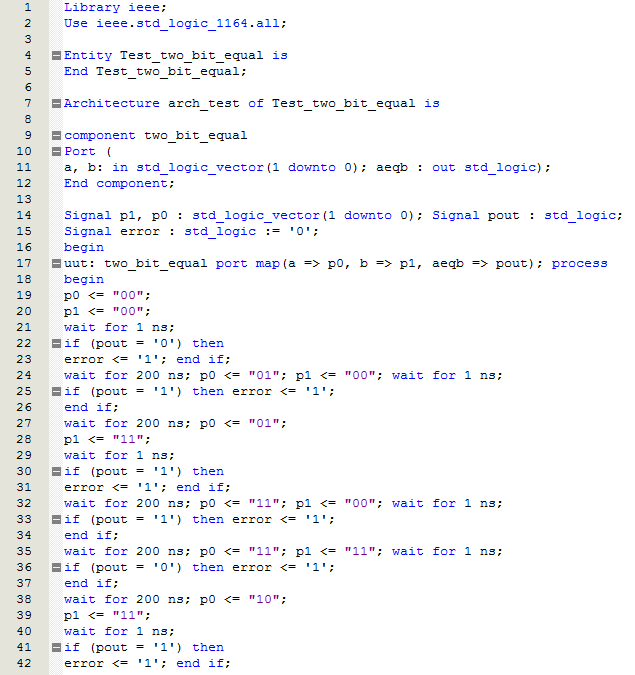 1 Library ieee;
2 Use ieee.std_logic_1164.all;
3
4 Entity Test_two_bit_equal is
5 End Test_two_bit_equal;
6
7 Architecture arch_test of Test_two_bit_equal is
8
9 component two_bit_equal
10 Port (
11 a, b: in std_logic_vector(1 downto 0); aeqb : out std_logic);
12 End component;
13
14 Signal p1, p0 : std_logic_vector(1 downto 0); Signal pout : std_logic;
15 Signal error : std_logic := '0';
16 begin
17 uut: two_bit_equal port map(a => p0, b => p1, aeqb => pout); process
18 begin
19 p0 <= "00";
20 p1 <= "00";
21 wait for 1 ns;
22 if (pout = '0') then
23 error <= '1'; end if;
24 wait for 200 ns; p0 <= "01"; p1 <= "00"; wait for 1 ns;
25 if (pout = '1') then error <= '1';
26 end if;
27 wait for 200 ns; p0 <= "01";
28 p1 <= "11";
29 wait for 1 ns;
30 if (pout = '1') then
31 error <= '1'; end if;
32 wait for 200 ns; p0 <= "11"; p1 <= "00"; wait for 1 ns;
33 if (pout = '1') then error <= '1';
34 end if;
35 wait for 200 ns; p0 <= "11"; p1 <= "11"; wait for 1 ns;
36 if (pout = '0') then error <= '1';
37 end if;
38 wait for 200 ns; p0 <= "10";
39 p1 <= "11";
40 wait for 1 ns;
41 if (pout = '1') then
42 error <= '1'; end if;